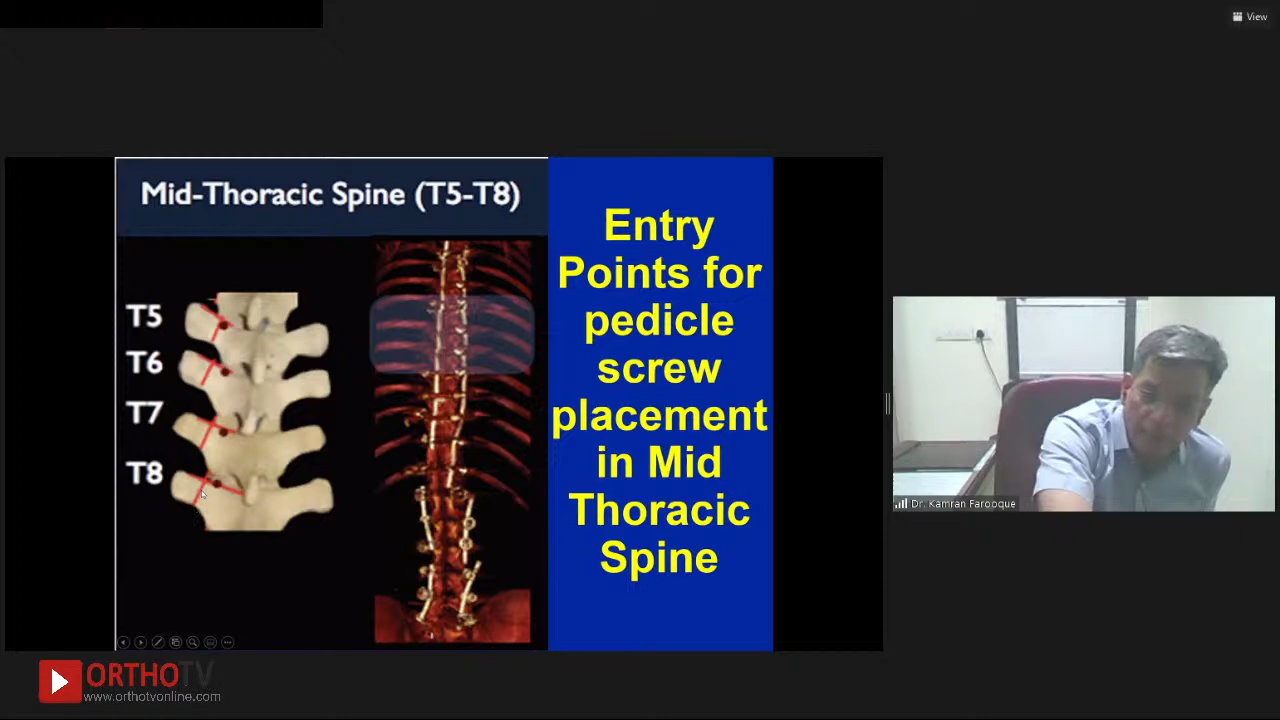 View
Mid-Thoracic Spine (T5-T8)
T5
T6
T7
T8
Entry
Points for
pedicle
screw
placement
in Mid
Thoracic
Spine
Dr. Kamran Farooque
ORTHOTV
www.orthotvonline.com